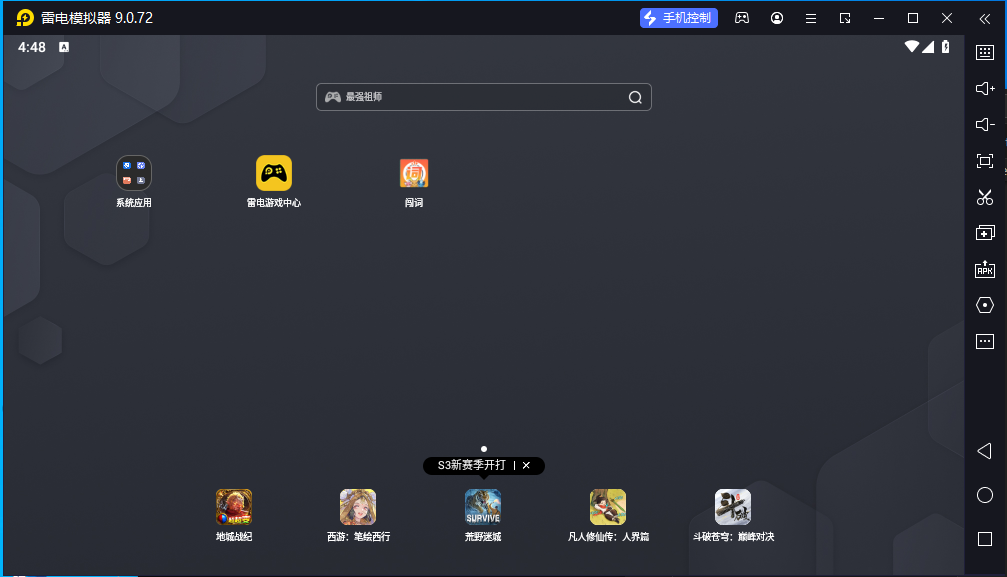 雷电模拟器 9.0.72
手机控制
4:48
A
最强祖师
系统应用
雷电游戏中心
闯词
APK
S3新赛季开打
SURVIVE
地城战纪
西游：笔绘西行
荒野迷城
凡人修仙传：人界篇
斗破苍穹：巅峰对决